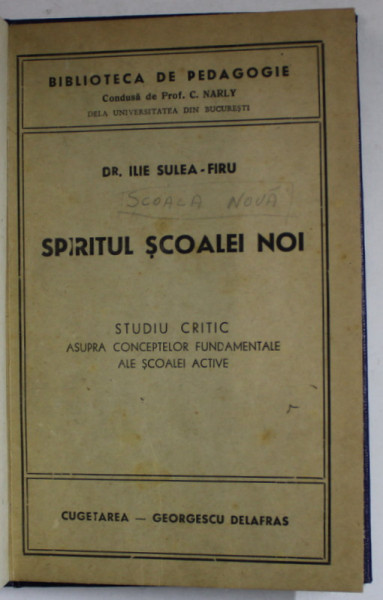 BIBLIOTECA DE PEDAGOGIE
Condusă de Prof. C. NARLY
DELA UNIVERSITATEA DIN BUCUREȘTI
DR. ILIE SULEA-FIRU
SCOALA NOUĂ
SPIRITUL ȘCOALEI NOI
STUDIU CRITIC
ASUPRA CONCEPTELOR FUNDAMENTALE
ALE ȘCOALEI ACTIVE
CUGETAREA — GEORGESCU DELAFRAS